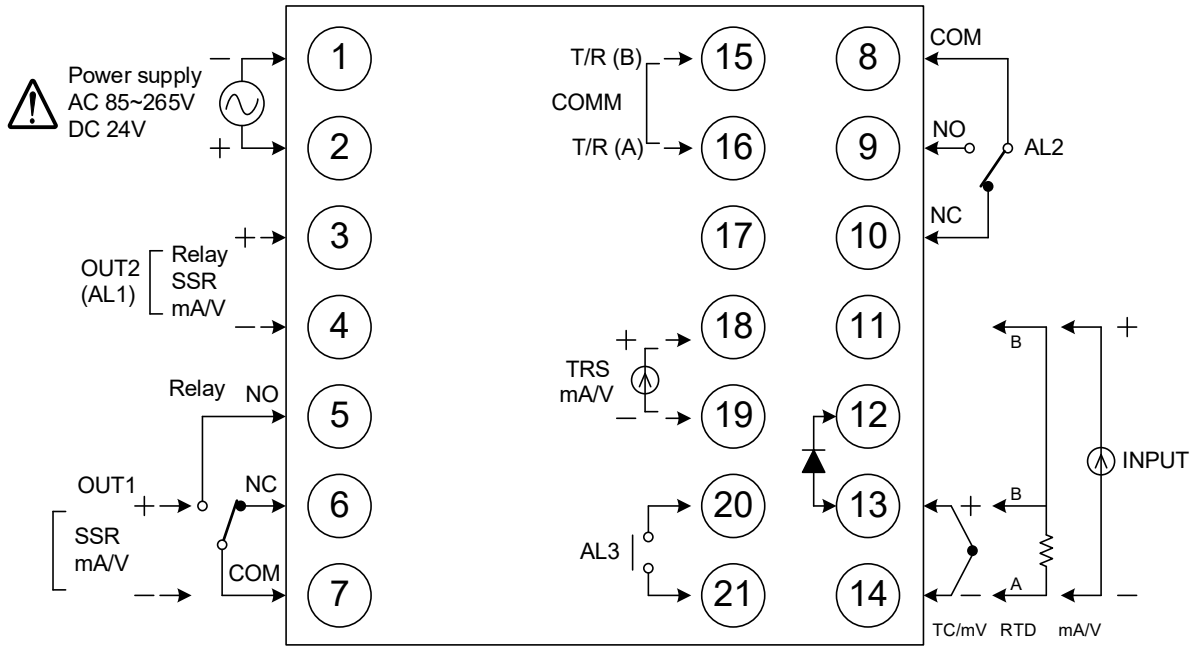 Power supply
AC 85~265V
DC 24V
−
+
1
2
3
4
5
6
7
OUT2
(AL1)
Relay
SSR
mA/V
+
−
Relay
NO
OUT1
+
NC
SSR
mA/V
COM
−
T/R (B)
COMM
T/R (A)
15
16
17
18
19
20
21
+
TRS
mA/V
−
AL3
8
9
10
11
12
13
14
COM
NO
AL2
NC
B
+
INPUT
+
B
−
A
−
TC/mV
RTD
mA/V